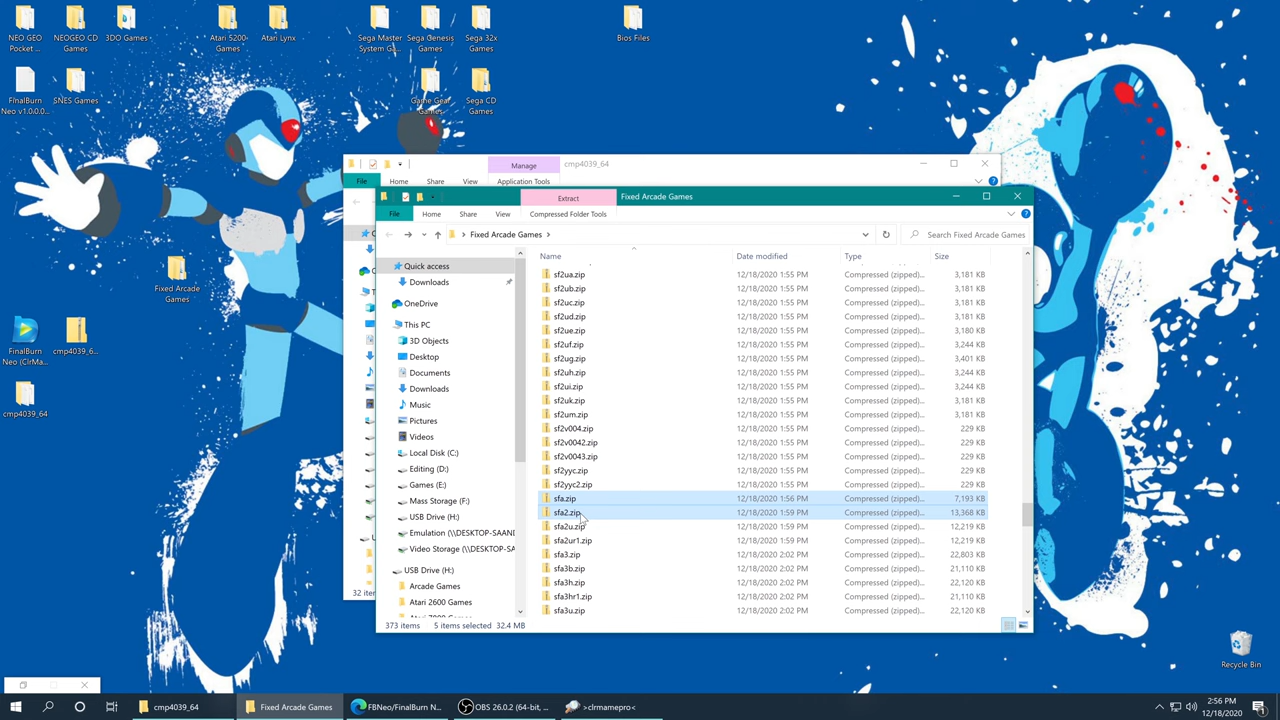 NEO GEO Pocket ...
NEOGEO CD Games
3DO Games
Atari 5200 Games
Atari Lynx
Sega Master System Ga...
Sega Genesis Games
Sega 32x Games
Bios Files
FInalBurn Neo v1.0.0.0...
SNES Games
Game Gear Games
Sega CD Games
Manage
cmp4039_64
File
Home
Share
View
Application Tools
Extract
Fixed Arcade Games
File
Home
Share
View
Compressed Folder Tools
Fixed Arcade Games
Search Fixed Arcade Games
Name
Date modified
Type
Size
Quick access
Downloads
OneDrive
This PC
3D Objects
Desktop
Documents
Downloads
Music
Pictures
Videos
Local Disk (C:)
Editing (D:)
Games (E:)
Mass Storage (F:)
USB Drive (H:)
Emulation (\\DESKTOP-SAANI
Video Storage (\\DESKTOP-SA
USB Drive (H:)
Arcade Games
Atari 2600 Games
sf2ua.zip 12/18/2020 1:55 PM Compressed (zipped)... 3,181 KB
sf2ub.zip 12/18/2020 1:55 PM Compressed (zipped)... 3,181 KB
sf2uc.zip 12/18/2020 1:55 PM Compressed (zipped)... 3,181 KB
sf2ud.zip 12/18/2020 1:55 PM Compressed (zipped)... 3,181 KB
sf2ue.zip 12/18/2020 1:55 PM Compressed (zipped)... 3,180 KB
sf2uf.zip 12/18/2020 1:55 PM Compressed (zipped)... 3,244 KB
sf2ug.zip 12/18/2020 1:55 PM Compressed (zipped)... 3,401 KB
sf2uh.zip 12/18/2020 1:55 PM Compressed (zipped)... 3,244 KB
sf2ui.zip 12/18/2020 1:55 PM Compressed (zipped)... 3,244 KB
sf2uk.zip 12/18/2020 1:55 PM Compressed (zipped)... 3,181 KB
sf2um.zip 12/18/2020 1:55 PM Compressed (zipped)... 3,181 KB
sf2v004.zip 12/18/2020 1:55 PM Compressed (zipped)... 229 KB
sf2v0042.zip 12/18/2020 1:55 PM Compressed (zipped)... 229 KB
sf2v0043.zip 12/18/2020 1:55 PM Compressed (zipped)... 229 KB
sf2yyc.zip 12/18/2020 1:55 PM Compressed (zipped)... 229 KB
sf2yyc2.zip 12/18/2020 1:55 PM Compressed (zipped)... 229 KB
sfa.zip 12/18/2020 1:56 PM Compressed (zipped)... 7,193 KB
sfa2.zip 12/18/2020 1:59 PM Compressed (zipped)... 13,368 KB
sfa2u.zip 12/18/2020 1:59 PM Compressed (zipped)... 12,219 KB
sfa2ur1.zip 12/18/2020 1:59 PM Compressed (zipped)... 12,219 KB
sfa3.zip 12/18/2020 2:02 PM Compressed (zipped)... 22,803 KB
sfa3b.zip 12/18/2020 2:02 PM Compressed (zipped)... 21,110 KB
sfa3h.zip 12/18/2020 2:02 PM Compressed (zipped)... 22,120 KB
sfa3hr1.zip 12/18/2020 2:02 PM Compressed (zipped)... 21,110 KB
sfa3u.zip 12/18/2020 2:02 PM Compressed (zipped)... 22,120 KB
373 items 5 items selected 32.4 MB
32 iten
Fixed Arcade Games
FinalBurn Neo (ClrMa...
cmp4039_6...
cmp4039_64
Recycle Bin
cmp4039_64
Fixed Arcade Games
FBNeo/FinalBurn N...
OBS 26.0.2 (64-bit, ...
>clrmamepro<
2:56 PM
12/18/2020
1